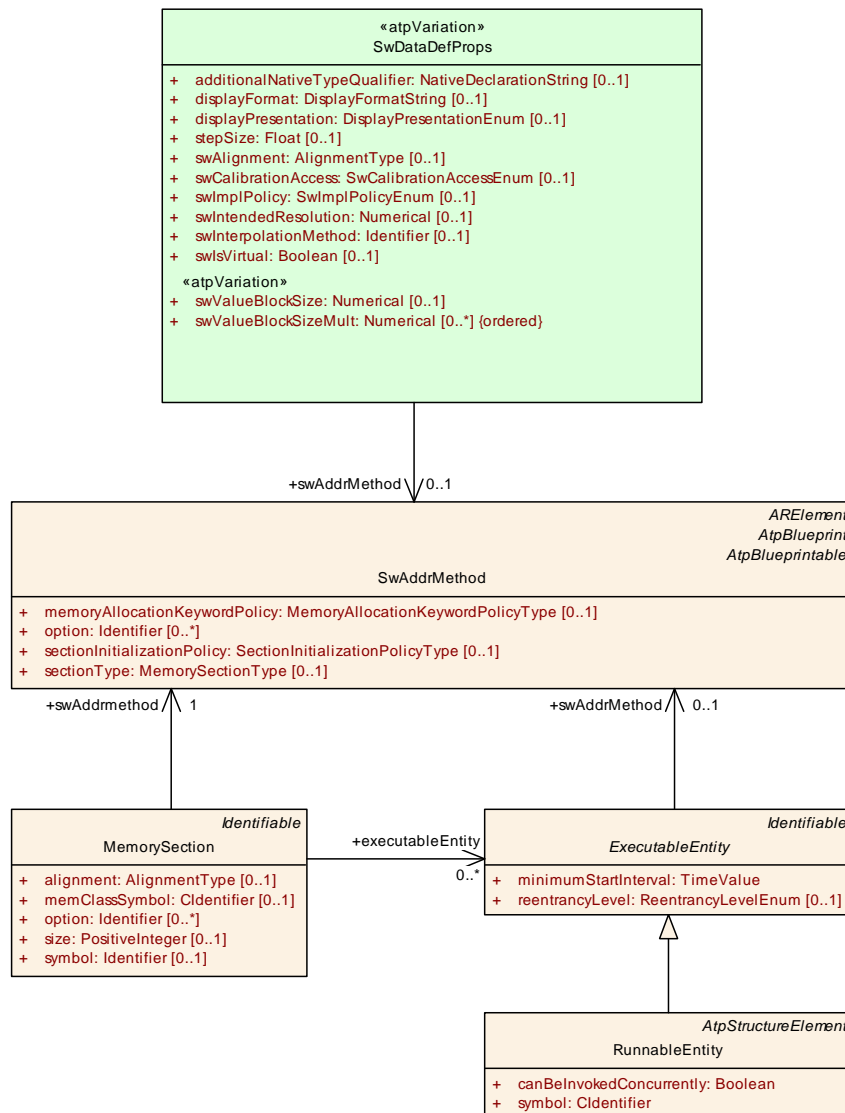 «atpVariation»
SwDataDefProps
+ additionalNativeTypeQualifier: NativeDeclarationString [0..1]
+ displayFormat: DisplayFormatString [0..1]
+ displayPresentation: DisplayPresentationEnum [0..1]
+ stepSize: Float [0..1]
+ swAlignment: AlignmentType [0..1]
+ swCalibrationAccess: SwCalibrationAccessEnum [0..1]
+ swImplPolicy: SwImplPolicyEnum [0..1]
+ swIntendedResolution: Numerical [0..1]
+ swInterpolationMethod: Identifier [0..1]
+ swIsVirtual: Boolean [0..1]
«atpVariation»
+ swValueBlockSize: Numerical [0..1]
+ swValueBlockSizeMult: Numerical [0..*] {ordered}
+swAddrMethod 0..1
ARElement
AtpBlueprint
AtpBlueprintable
SwAddrMethod
+ memoryAllocationKeywordPolicy: MemoryAllocationKeywordPolicyType [0..1]
+ option: Identifier [0..*]
+ sectionInitializationPolicy: SectionInitializationPolicyType [0..1]
+ sectionType: MemorySectionType [0..1]
+swAddrmethod 1
+swAddrMethod 0..1
Identifiable
MemorySection
+ alignment: AlignmentType [0..1]
+ memClassSymbol: CIdentifier [0..1]
+ option: Identifier [0..*]
+ size: PositiveInteger [0..1]
+ symbol: Identifier [0..1]
+executableEntity
0..*
Identifiable
ExecutableEntity
+ minimumStartInterval: TimeValue
+ reentrancyLevel: ReentrancyLevelEnum [0..1]
AtpStructureElement
RunnableEntity
+ canBeInvokedConcurrently: Boolean
+ symbol: CIdentifier